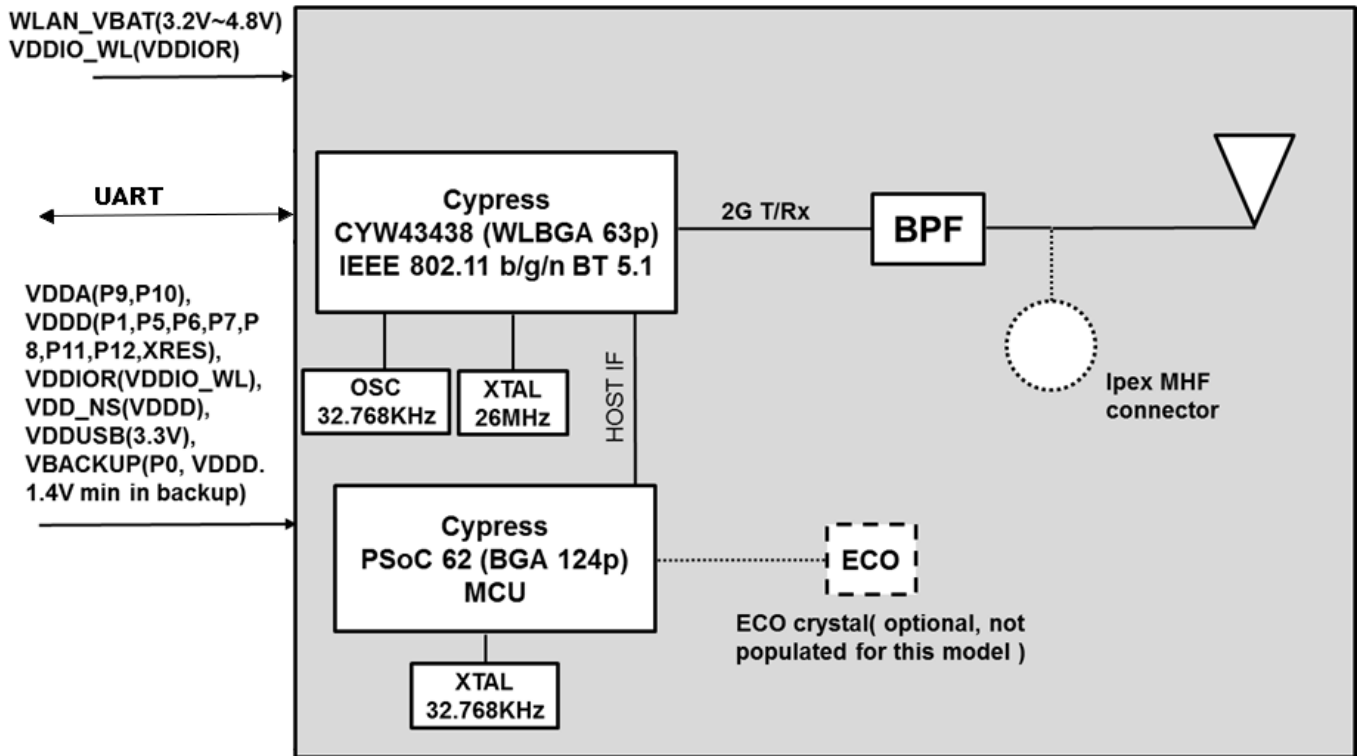 WLAN_VBAT(3.2V~4.8V)
VDDIO_WL(VDDIOR)
UART
VDDA(P9,P10),
VDDD(P1,P5,P6,P7,P
8,P11,P12,XRES),
VDDIOR(VDDIO_WL),
VDD_NS(VDDD),
VDDUSB(3.3V),
VBACKUP(P0, VDDD.
1.4V min in backup)
Cypress
CYW43438 (WLBGA 63p)
IEEE 802.11 b/g/n BT 5.1
2G T/Rx
BPF
Ipex MHF
connector
OSC
32.768KHz
XTAL
26MHz
HOST IF
Cypress
PSoC 62 (BGA 124p)
MCU
ECO
ECO crystal( optional, not
populated for this model )
XTAL
32.768KHz